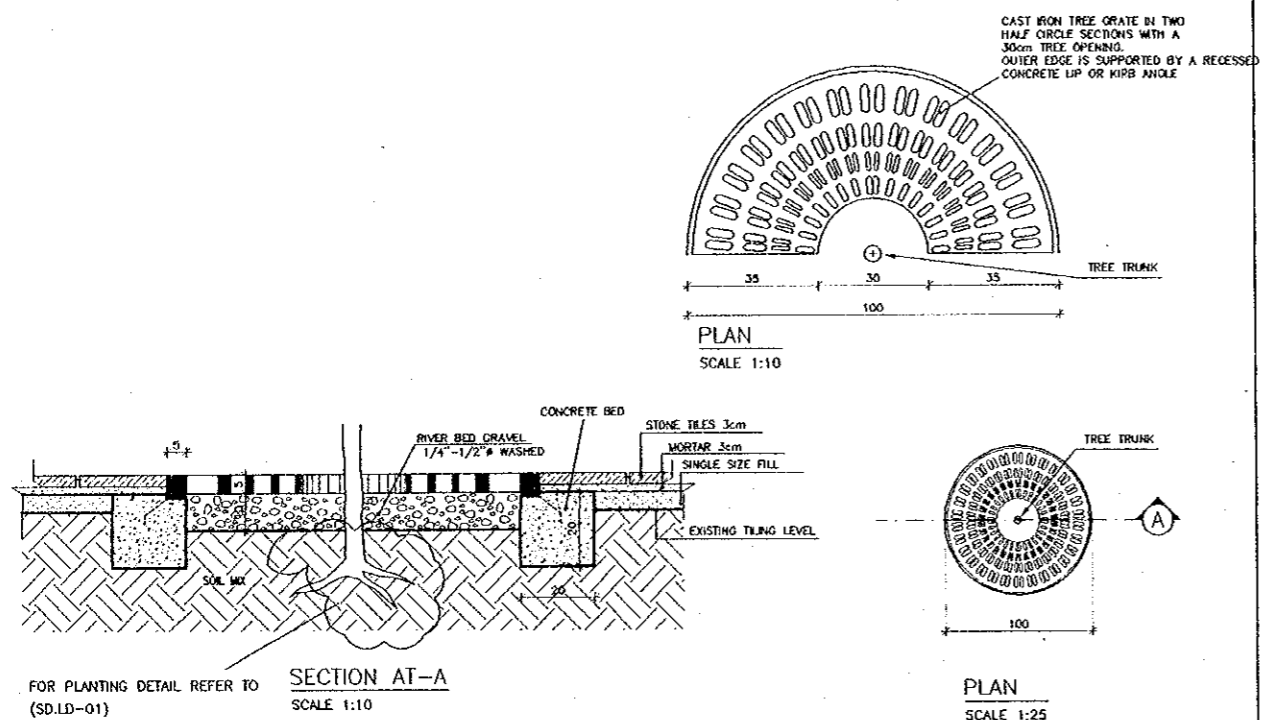 CAST IRON TREE GRATE IN TWO
HALF CIRCLE SECTIONS WITH A
30cm TREE OPENING.
OUTER EDGE IS SUPPORTED BY A RECESSED
CONCRETE LIP OR KIRB ANGLE
TREE TRUNK
35
30
35
100
PLAN
SCALE 1:10
CONCRETE BED
STONE TILES 3cm
MORTAR 3cm
SINGLE SIZE FILL
RIVER BED GRAVEL
1/4"-1/2"ø WASHED
5
5
EXISTING TILING LEVEL
20
20
SOIL MIX
FOR PLANTING DETAIL REFER TO
(SD.LD-01)
SECTION AT-A
SCALE 1:10
TREE TRUNK
A
100
PLAN
SCALE 1:25